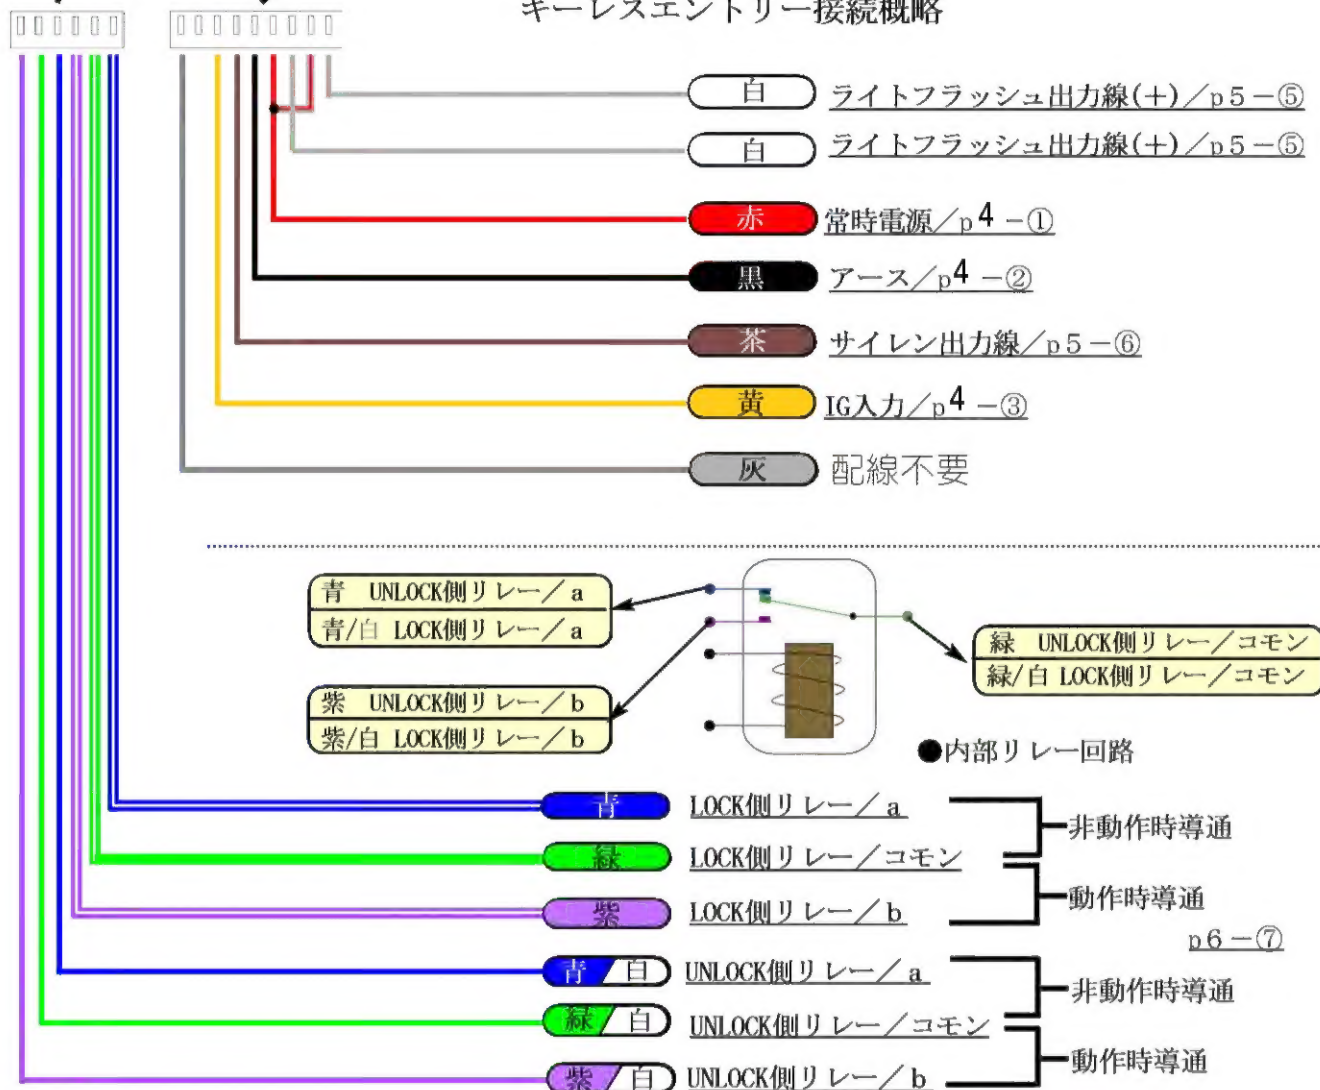 キーレスエントリー接続概略
白 ライトフラッシュ出力線(+)/p5-⑤
白 ライトフラッシュ出力線(+)/p5-⑤
赤 常時電源/p4-①
黒 アース/p4-②
茶 サイレン出力線/p5-⑥
黄 IG入力/p4-③
灰 配線不要
青 UNLOCK側リレー/a
青/白 LOCK側リレー/a
紫 UNLOCK側リレー/b
紫/白 LOCK側リレー/b
緑 UNLOCK側リレー/コモン
緑/白 LOCK側リレー/コモン
●内部リレー回路
青 LOCK側リレー/a
緑 LOCK側リレー/コモン
紫 LOCK側リレー/b
非動作時導通
動作時導通
p6-⑦
青/白 UNLOCK側リレー/a
緑/白 UNLOCK側リレー/コモン
紫/白 UNLOCK側リレー/b
非動作時導通
動作時導通